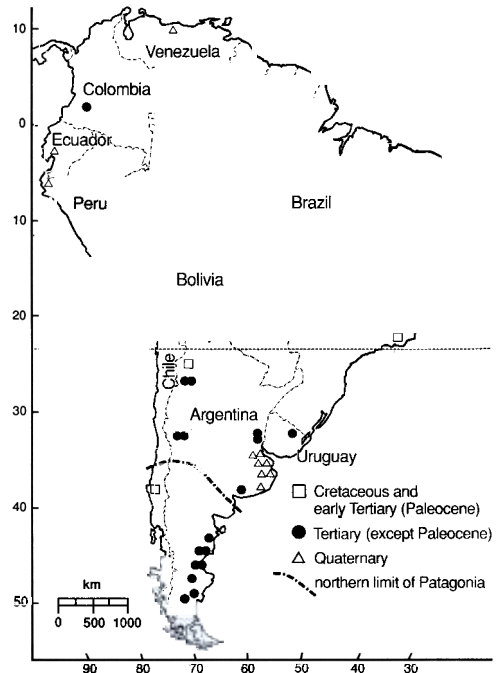 10
Venezuela
Colombia
0
Ecuador
Peru
Brazil
10
Bolivia
20
Chile
30
Argentina
Uruguay
Cretaceous and
early Tertiary (Paleocene)
40
Tertiary (except Paleocene)
Quaternary
km
northern limit of Patagonia
0 500 1000
50
90 80 70 60 50 40 30